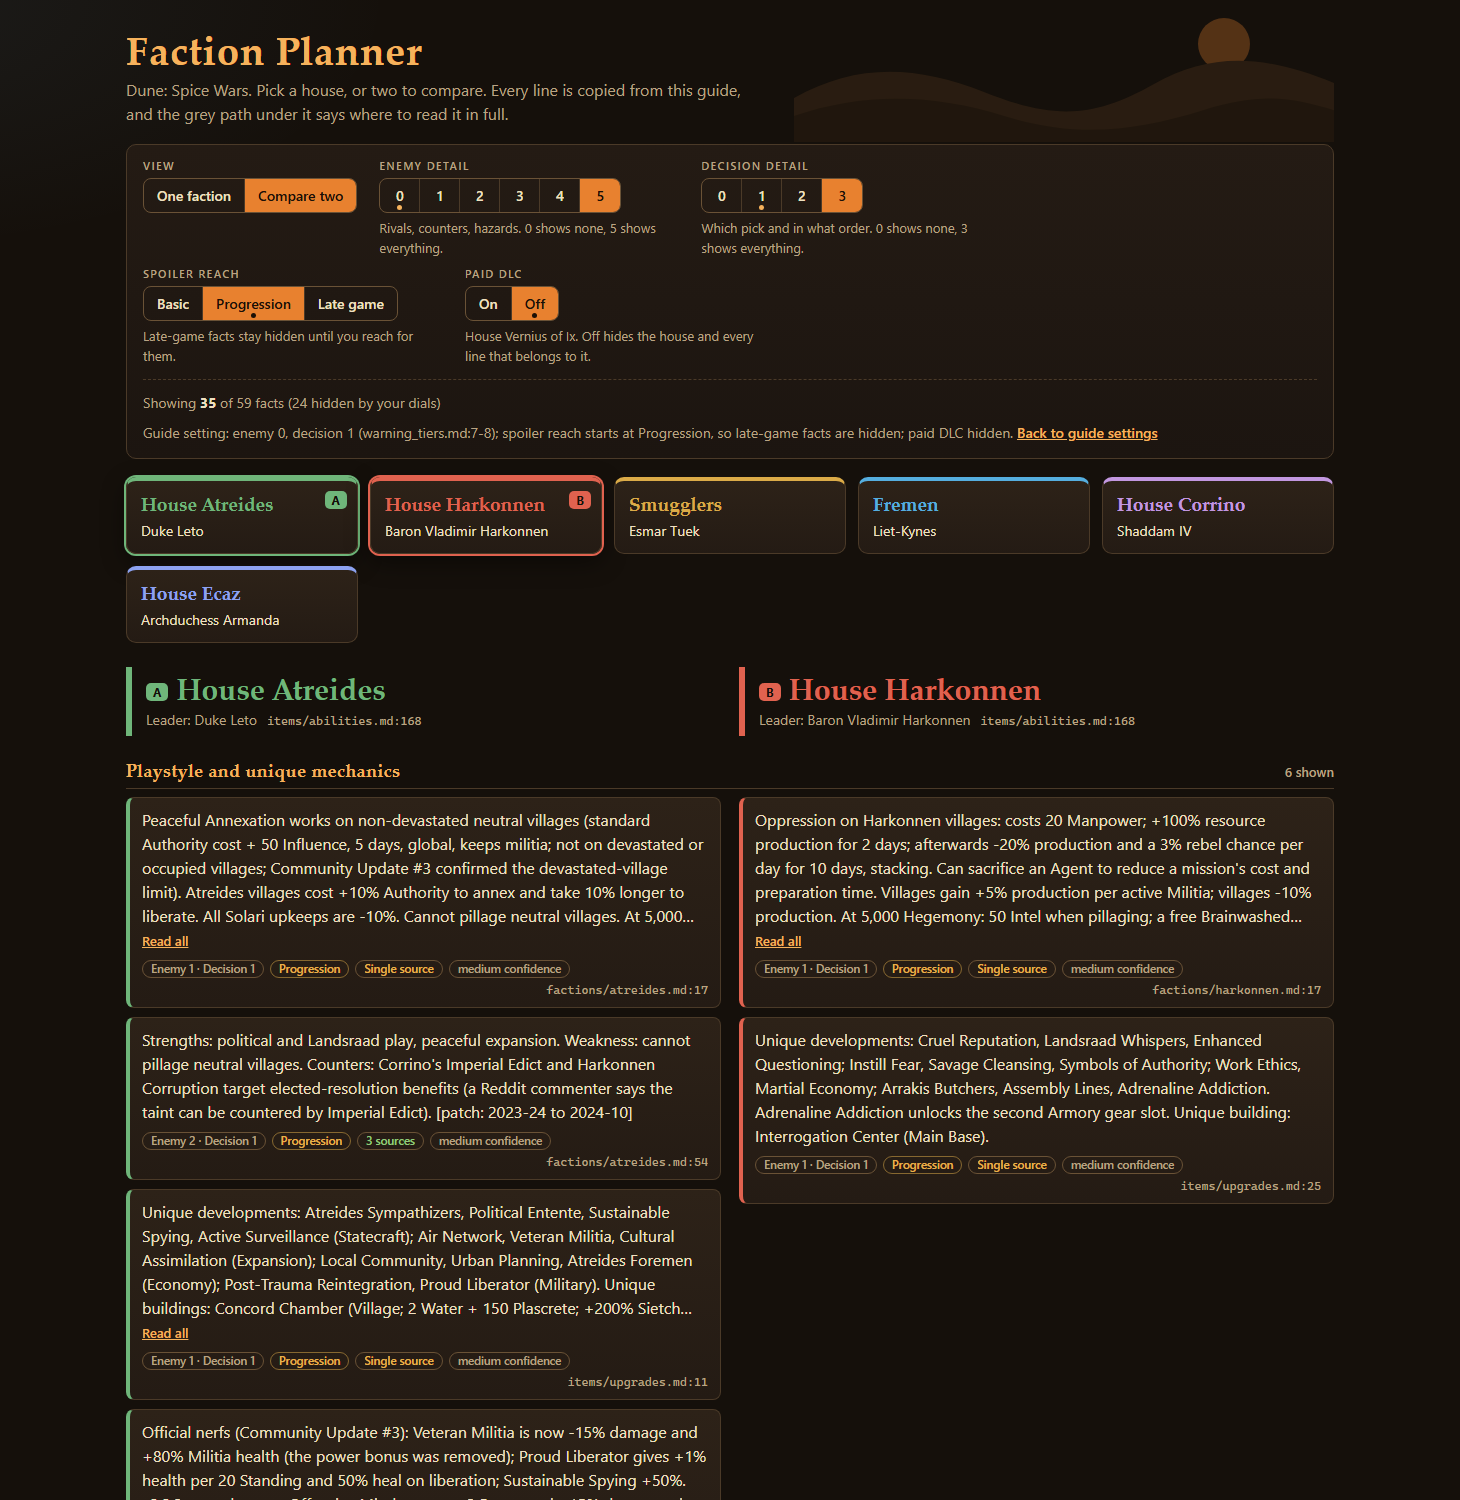 Faction Planner
Dune: Spice Wars. Pick a house, or two to compare. Every line is copied from this guide,
and the grey path under it says where to read it in full.
VIEW
ENEMY DETAIL
DECISION DETAIL
One faction
Compare two
0 1 2 3 4 5
0 1 2 3
Rivals, counters, hazards. 0 shows none, 5 shows
everything.
Which pick and in what order. 0 shows none, 3
shows everything.
SPOILER REACH
PAID DLC
Basic
Progression
Late game
On
Off
Late-game facts stay hidden until you reach for
them.
House Vernius of Ix. Off hides the house and every
line that belongs to it.
Showing 35 of 59 facts (24 hidden by your dials)
Guide setting: enemy 0, decision 1 (warning_tiers.md:7-8); spoiler reach starts at Progression, so late-game facts are hidden; paid DLC hidden. Back to guide settings
House Atreides
A
Duke Leto
House Harkonnen
B
Baron Vladimir Harkonnen
Smugglers
Esmar Tuek
Fremen
Liet-Kynes
House Corrino
Shaddam IV
House Ecaz
Archduchess Armanda
A House Atreides
Leader: Duke Leto items/abilities.md:168
B House Harkonnen
Leader: Baron Vladimir Harkonnen items/abilities.md:168
Playstyle and unique mechanics
6 shown
Peaceful Annexation works on non-devastated neutral villages (standard
Authority cost + 50 Influence, 5 days, global, keeps militia; not on devastated or
occupied villages; Community Update #3 confirmed the devastated-village
limit). Atreides villages cost +10% Authority to annex and take 10% longer to
liberate. All Solari upkeeps are -10%. Cannot pillage neutral villages. At 5,000...
Read all
Enemy 1 · Decision 1
Progression
Single source
medium confidence
factions/atreides.md:17
Strengths: political and Landsraad play, peaceful expansion. Weakness: cannot
pillage neutral villages. Counters: Corrino's Imperial Edict and Harkonnen
Corruption target elected-resolution benefits (a Reddit commenter says the
taint can be countered by Imperial Edict). [patch: 2023-24 to 2024-10]
Enemy 2 · Decision 1
Progression
3 sources
medium confidence
factions/atreides.md:54
Unique developments: Atreides Sympathizers, Political Entente, Sustainable
Spying, Active Surveillance (Statecraft); Air Network, Veteran Militia, Cultural
Assimilation (Expansion); Local Community, Urban Planning, Atreides Foremen
(Economy); Post-Trauma Reintegration, Proud Liberator (Military). Unique
buildings: Concord Chamber (Village; 2 Water + 150 Plascrete; +200% Sietch...
Read all
Enemy 1 · Decision 1
Progression
Single source
medium confidence
items/upgrades.md:11
Official nerfs (Community Update #3): Veteran Militia is now -15% damage and
+80% Militia health (the power bonus was removed); Proud Liberator gives +1%
health per 20 Standing and 50% heal on liberation; Sustainable Spying +50%.
Oppression on Harkonnen villages: costs 20 Manpower; +100% resource
production for 2 days; afterwards -20% production and a 3% rebel chance per
day for 10 days, stacking. Can sacrifice an Agent to reduce a mission's cost and
preparation time. Villages gain +5% production per active Militia; villages -10%
production. At 5,000 Hegemony: 50 Intel when pillaging; a free Brainwashed...
Read all
Enemy 1 · Decision 1
Progression
Single source
medium confidence
factions/harkonnen.md:17
Unique developments: Cruel Reputation, Landsraad Whispers, Enhanced
Questioning; Instill Fear, Savage Cleansing, Symbols of Authority; Work Ethics,
Martial Economy; Arrakis Butchers, Assembly Lines, Adrenaline Addiction.
Adrenaline Addiction unlocks the second Armory gear slot. Unique building:
Interrogation Center (Main Base).
Enemy 1 · Decision 1
Progression
Single source
medium confidence
items/upgrades.md:25